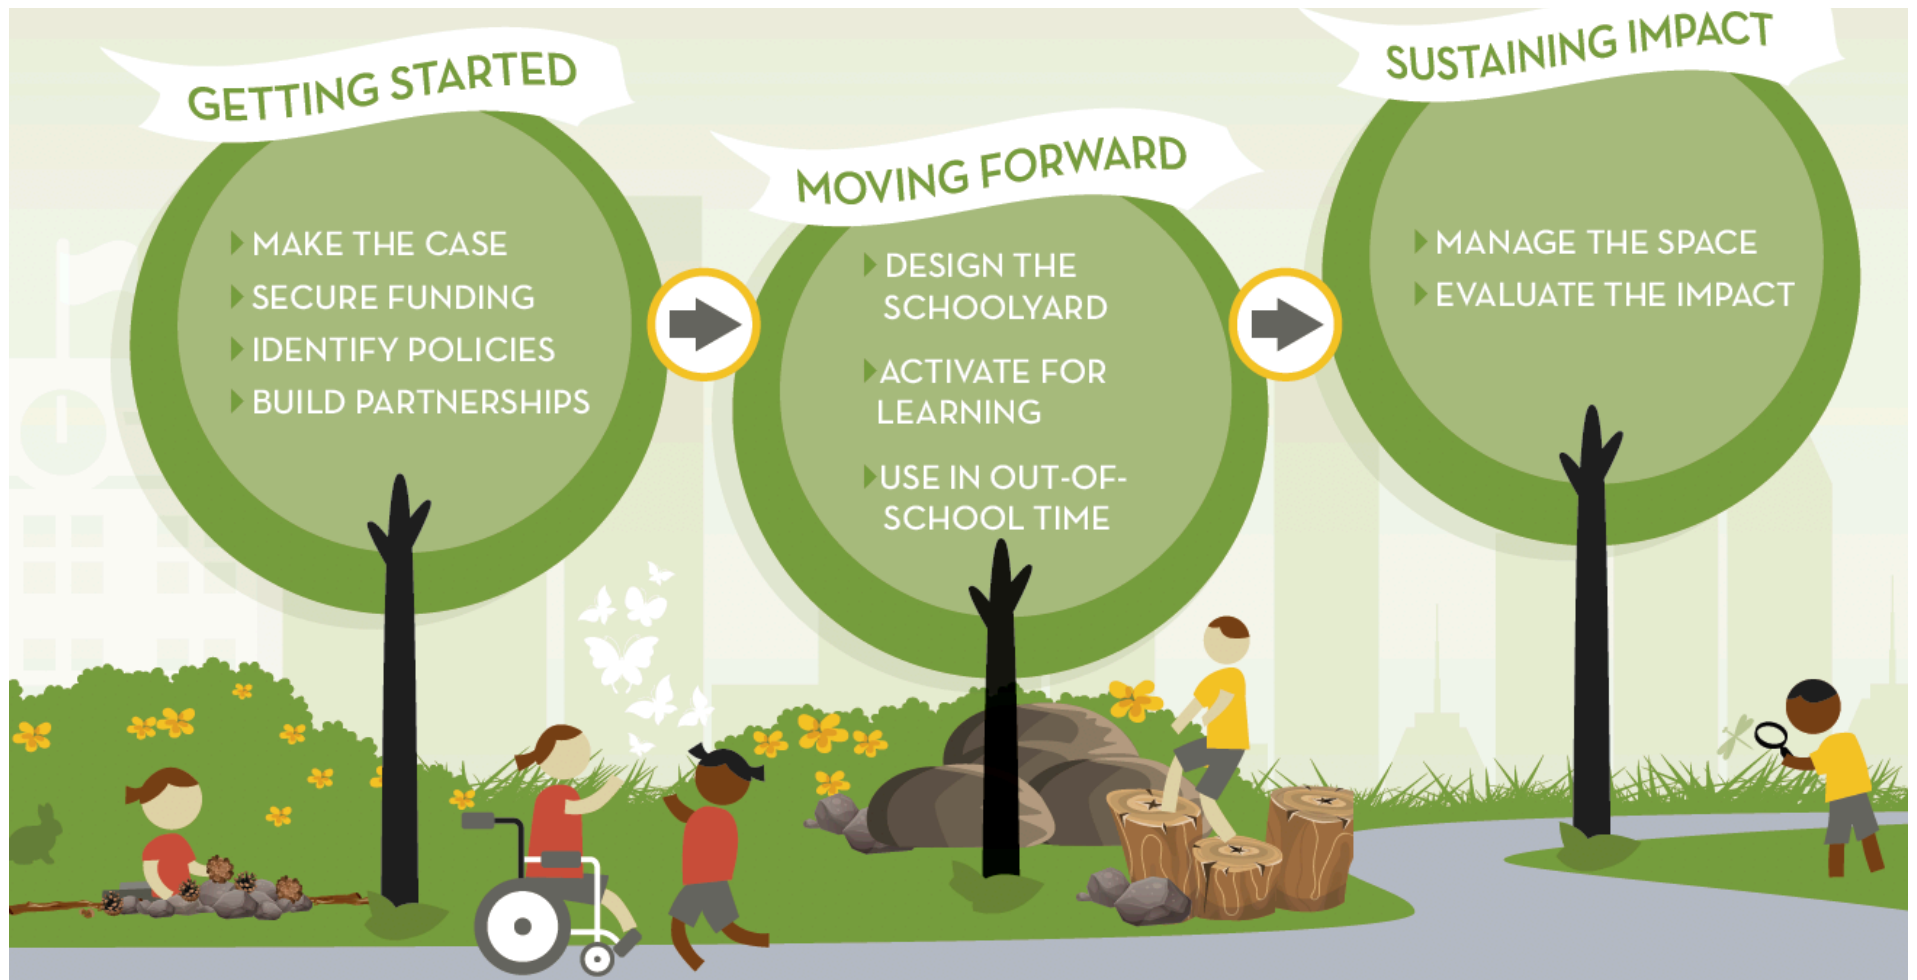 GETTING STARTED
MAKE THE CASE
SECURE FUNDING
IDENTIFY POLICIES
BUILD PARTNERSHIPS
MOVING FORWARD
DESIGN THE
SCHOOLYARD
ACTIVATE FOR
LEARNING
USE IN OUT-OF-
SCHOOL TIME
SUSTAINING IMPACT
MANAGE THE SPACE
EVALUATE THE IMPACT